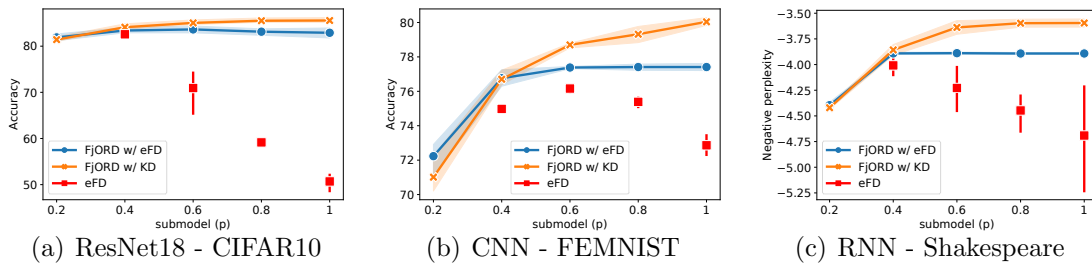 80
70
60
50
Accuracy
FjORD w/ eFD
FjORD w/ KD
eFD
0.2 0.4 0.6 0.8 1
submodel (p)
(a) ResNet18 - CIFAR10
80
78
76
74
72
70
Accuracy
FjORD w/ eFD
FjORD w/ KD
eFD
0.2 0.4 0.6 0.8 1
submodel (p)
(b) CNN - FEMNIST
−3.50
−3.75
−4.00
−4.25
−4.50
−4.75
−5.00
−5.25
Negative perplexity
FjORD w/ eFD
FjORD w/ KD
eFD
0.2 0.4 0.6 0.8 1
submodel (p)
(c) RNN - Shakespeare